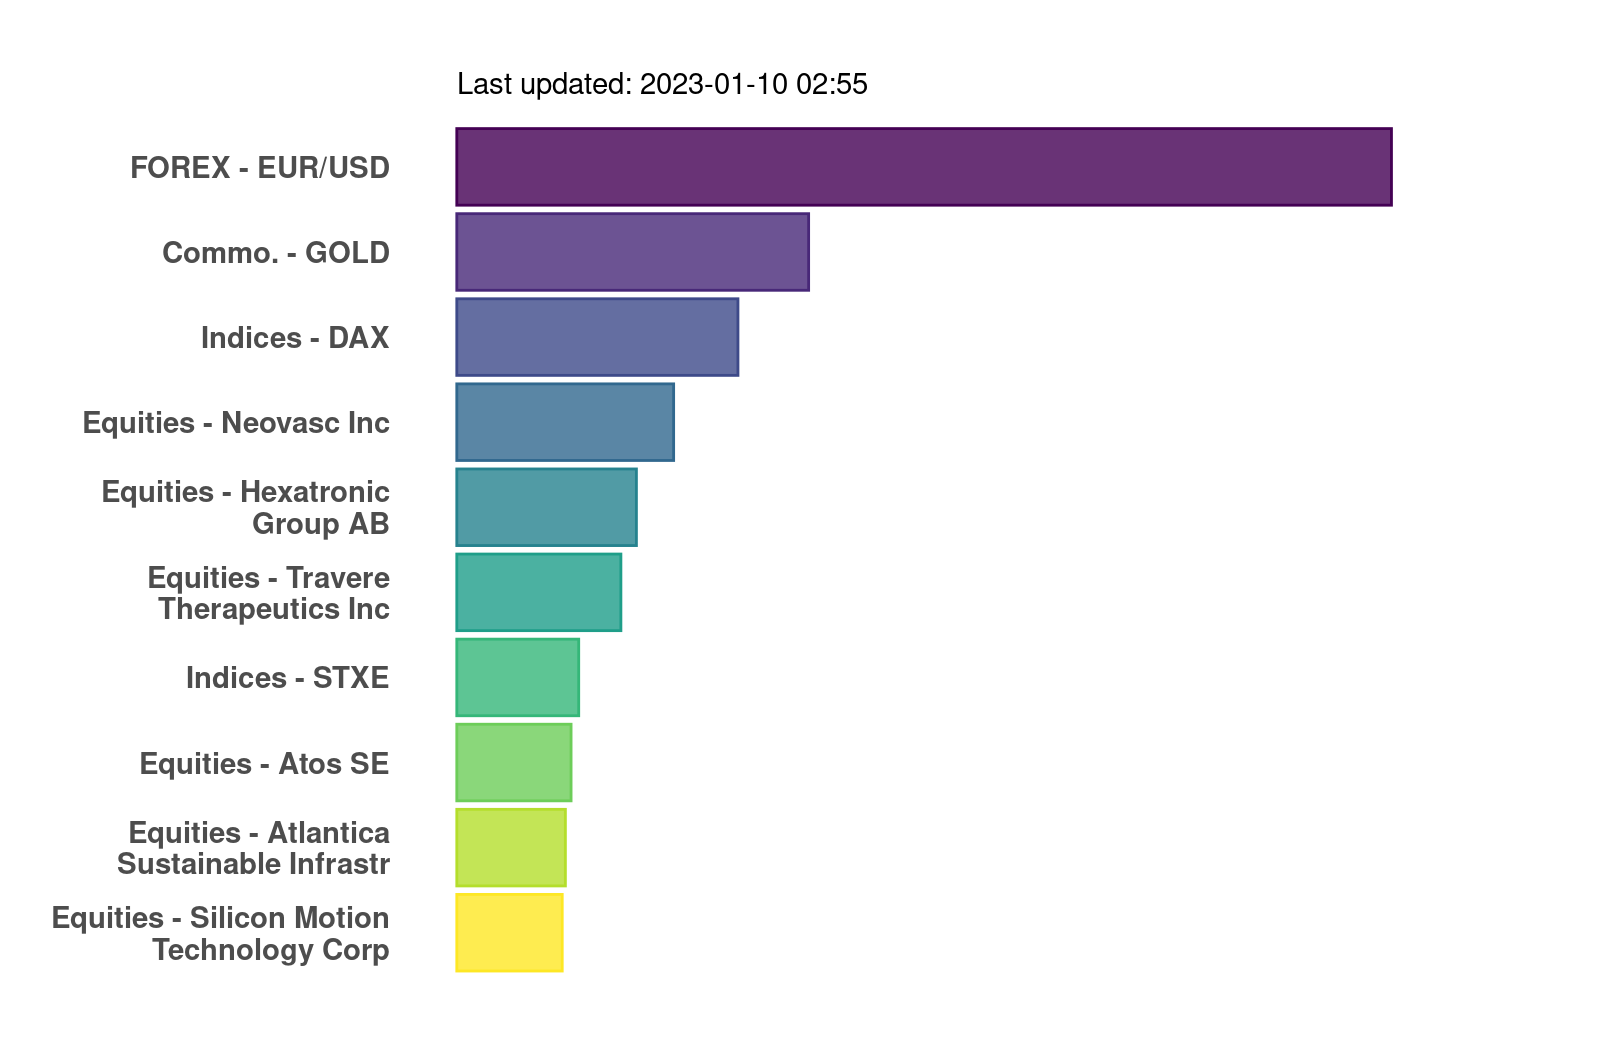 Last updated: 2023-01-10 02:55
FOREX - EUR/USD
Commo. - GOLD
Indices - DAX
Equities - Neovasc Inc
Equities - Hexatronic
Group AB
Equities - Travere
Therapeutics Inc
Indices - STXE
Equities - Atos SE
Equities - Atlantica
Sustainable Infrastr
Equities - Silicon Motion
Technology Corp